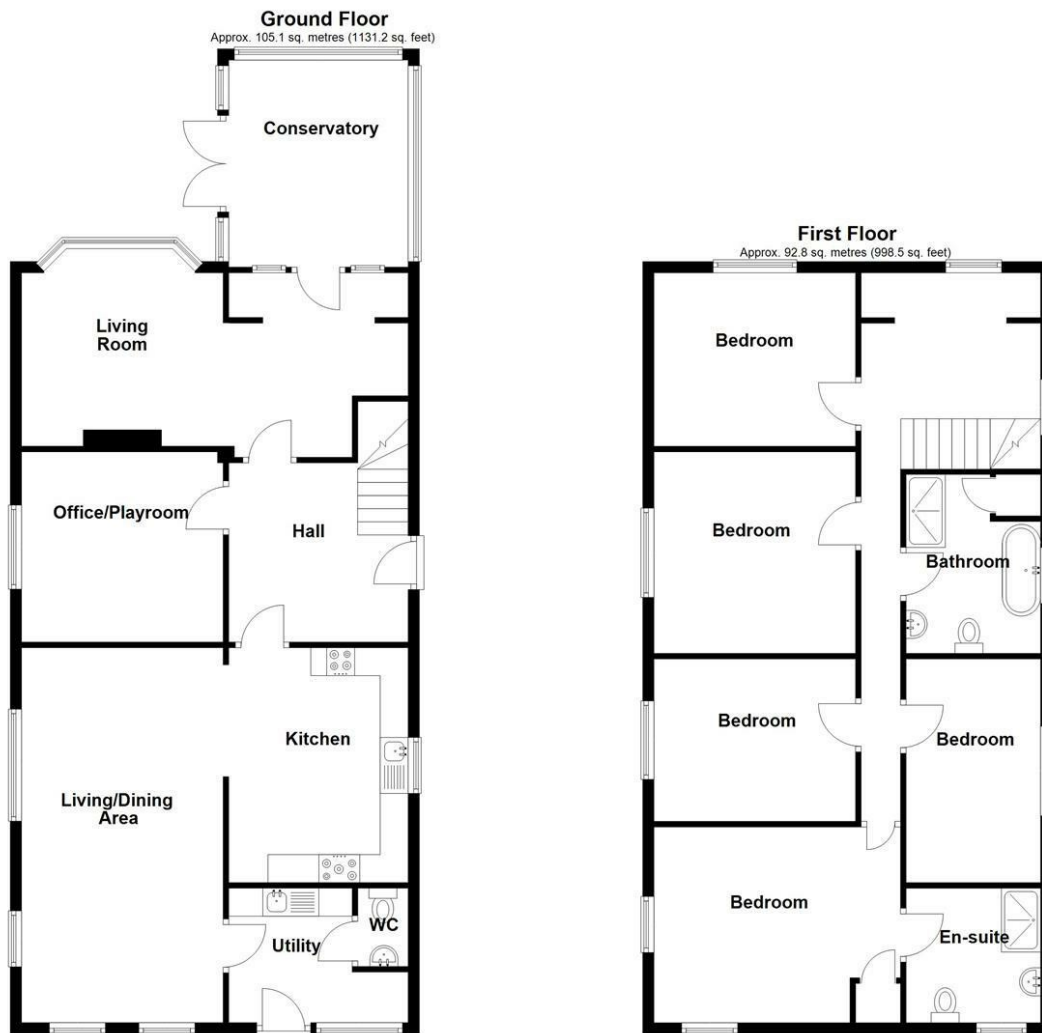 Ground Floor
Approx. 105.1 sq. metres (1131.2 sq. feet)
Conservatory
Living
Room
Office/Playroom
Hall
Kitchen
Living/Dining
Area
Utility
WC
First Floor
Approx. 92.8 sq. metres (998.5 sq. feet)
Bedroom
Bedroom
Bathroom
Bedroom
Bedroom
Bedroom
En-suite